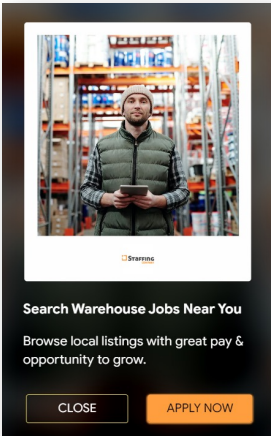 STAFFING
Search Warehouse Jobs Near You
Browse local listings with great pay &
opportunity to grow.
CLOSE
APPLY NOW